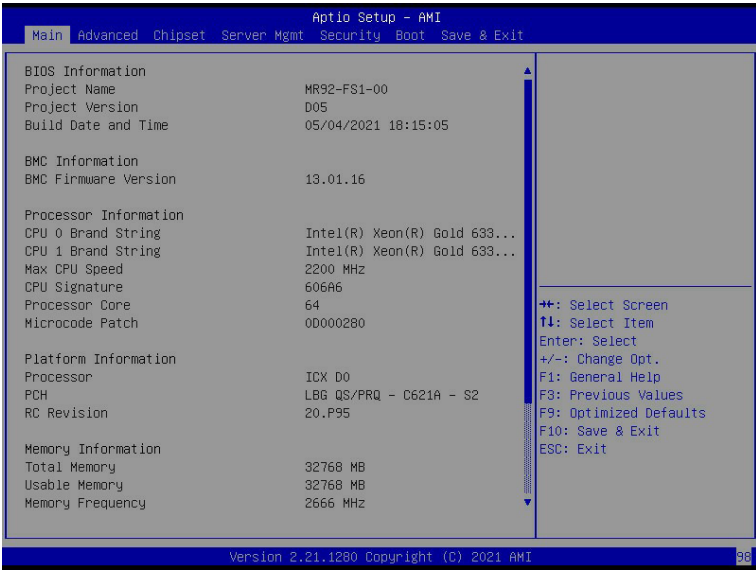 Aptio Setup – AMI
Main Advanced Chipset Server Mgmt Security Boot Save & Exit
BIOS Information
Project Name MR92-FS1-00
Project Version D05
Build Date and Time 05/04/2021 18:15:05
BMC Information
BMC Firmware Version 13.01.16
Processor Information
CPU 0 Brand String Intel(R) Xeon(R) Gold 633...
CPU 1 Brand String Intel(R) Xeon(R) Gold 633...
Max CPU Speed 2200 MHz
CPU Signature 606A6
Processor Core 64
Microcode Patch 0D000280
Platform Information
Processor ICX D0
PCH LBG QS/PRQ - C621A - S2
RC Revision 20.P95
Memory Information
Total Memory 32768 MB
Usable Memory 32768 MB
Memory Frequency 2666 MHz
→←: Select Screen
↑↓: Select Item
Enter: Select
+/-: Change Opt.
F1: General Help
F3: Previous Values
F9: Optimized Defaults
F10: Save & Exit
ESC: Exit
Version 2.21.1280 Copyright (C) 2021 AMI
98